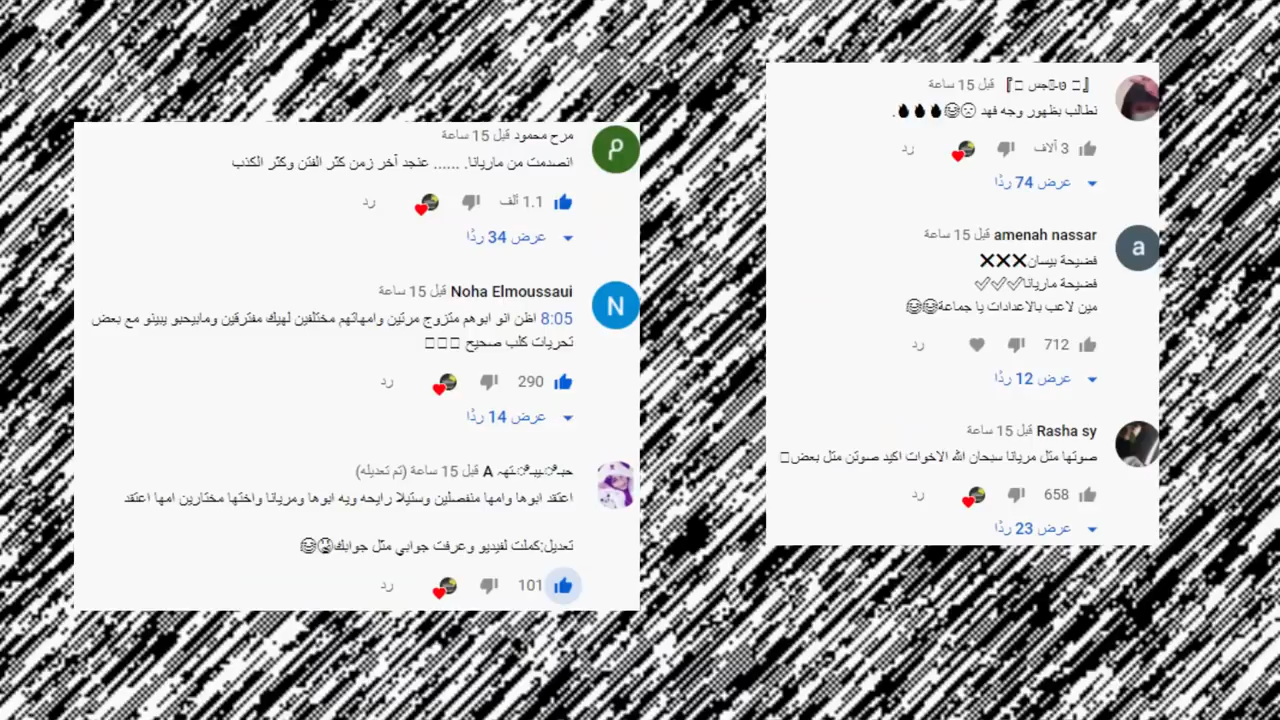 مرح محمود قبل 15 ساعة
انصدمت من ماريانا. ...... عنجد آخر زمن كثر الفتن وكثر الكذب
1.1 ألف
رد
عرض 34 ردًا
Noha Elmoussaui قبل 15 ساعة
8:05 اظن انو ابوهم متزوج مرتين وامهاتهم مختلفين لهيك مفترقين ومابيحبو يبينو مع بعض
تحريات كلب صحيح
290
رد
عرض 14 ردًا
A قبل 15 ساعة (تم تعديله)
اعتقد ابوها وامها منفصلين وستيلا رايحه ويه ابوها ومريانا واختها مختارين امها اعتقد
تعديل:كملت لفيديو وعرفت جوابي مثل جوابك😂😂
101
رد
قبل 15 ساعة
نطالب بظهور وجه فهد .
3 آلاف
رد
عرض 74 ردًا
amenah nassar قبل 15 ساعة
فضيحة بيسان❌❌❌
فضيحة ماريانا✅✅✅
مين لاعب بالاعدادات يا جماعة😂😂
712
رد
عرض 12 ردًا
Rasha sy قبل 15 ساعة
صوتها مثل مريانا سبحان الله الاخوات اكيد صوتن مثل بعض
658
رد
عرض 23 ردًا
a
N